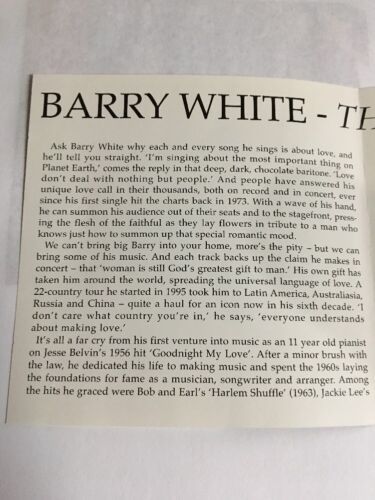 BARRY WHITE - TH
Ask Barry White why each and every song he sings is about love, and
he'll tell you straight. 'I'm singing about the most important thing on
Planet Earth,' comes the reply in that deep, dark, chocolate baritone. 'Love
don't deal with nothing but people.' And people have answered his
unique love call in their thousands, both on record and in concert, ever
since his first single hit the charts back in 1973. With a wave of his hand,
he can summon his audience out of their seats and to the stagefront, press-
ing the flesh of the faithful as they lay flowers in tribute to a man who
knows just how to summon up that special romantic mood.
We can't bring big Barry into your home, more's the pity – but we can
bring some of his music. And each track backs up the claim he makes in
concert – that 'woman is still God's greatest gift to man.' His own gift has
taken him around the world, spreading the universal language of love. A
22-country tour he started in 1995 took him to Latin America, Australiasia,
Russia and China – quite a haul for an icon now in his sixth decade. 'I
don't care what country you're in,' he says, 'everyone understands
about making love.'
It's all a far cry from his first venture into music as an 11 year old pianist
on Jesse Belvin's 1956 hit 'Goodnight My Love'. After a minor brush with
the law, he dedicated his life to making music and spent the 1960s laying
the foundations for fame as a musician, songwriter and arranger. Among
the hits he graced were Bob and Earl's 'Harlem Shuffle' (1963), Jackie Lee's